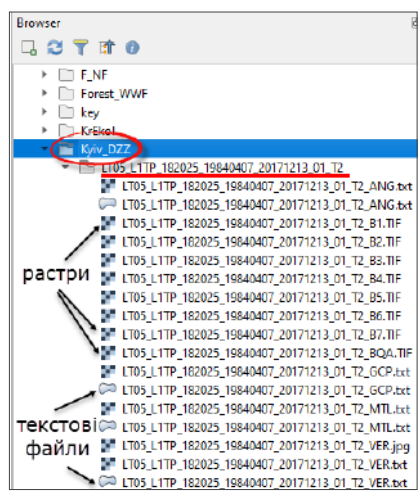 Browser
F_NF
Forest_WWF
key
KrEkol
Kyiv_DZZ
LT05_L1TP_182025_19840407_20171213_01_T2
LT05_L1TP_182025_19840407_20171213_01_T2_ANG.txt
LT05_L1TP_182025_19840407_20171213_01_T2_ANG.txt
LT05_L1TP_182025_19840407_20171213_01_T2_B1.TIF
LT05_L1TP_182025_19840407_20171213_01_T2_B2.TIF
LT05_L1TP_182025_19840407_20171213_01_T2_B3.TIF
растри
LT05_L1TP_182025_19840407_20171213_01_T2_B4.TIF
LT05_L1TP_182025_19840407_20171213_01_T2_B5.TIF
LT05_L1TP_182025_19840407_20171213_01_T2_B6.TIF
LT05_L1TP_182025_19840407_20171213_01_T2_B7.TIF
LT05_L1TP_182025_19840407_20171213_01_T2_BQA.TIF
LT05_L1TP_182025_19840407_20171213_01_T2_GCP.txt
LT05_L1TP_182025_19840407_20171213_01_T2_GCP.txt
LT05_L1TP_182025_19840407_20171213_01_T2_MTL.txt
текстові
файли
LT05_L1TP_182025_19840407_20171213_01_T2_MTL.txt
LT05_L1TP_182025_19840407_20171213_01_T2_VER.jpg
LT05_L1TP_182025_19840407_20171213_01_T2_VER.txt
LT05_L1TP_182025_19840407_20171213_01_T2_VER.txt